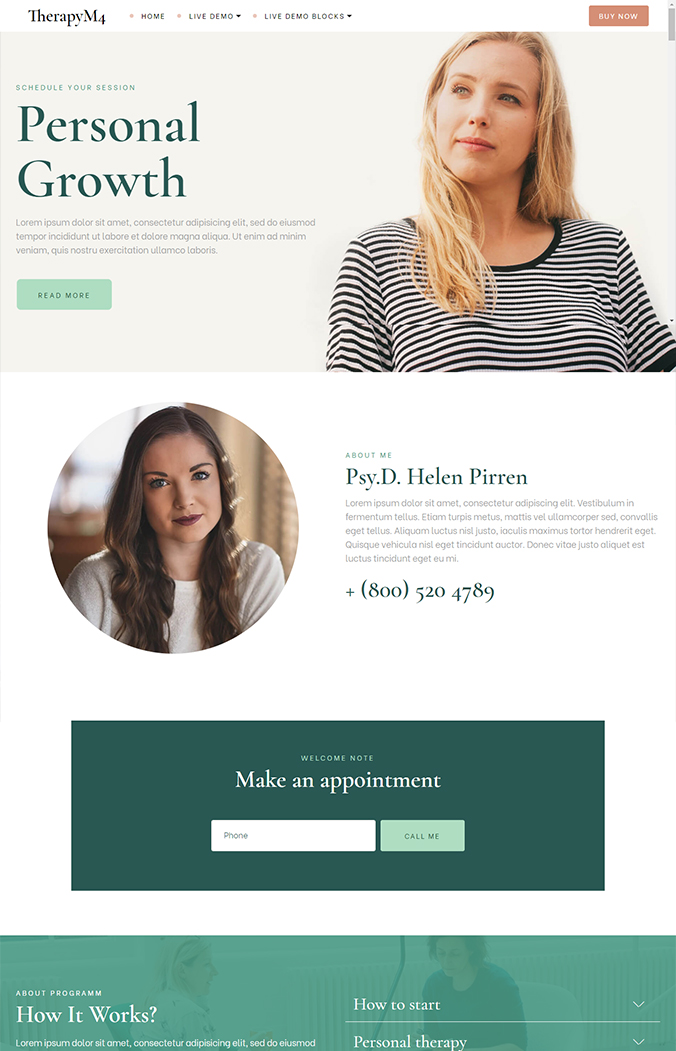 TherapyM4
HOME
LIVE DEMO
LIVE DEMO BLOCKS
BUY NOW
SCHEDULE YOUR SESSION
Personal
Growth
Lorem ipsum dolor sit amet, consectetur adipisicing elit, sed do eiusmod
tempor incididunt ut labore et dolore magna aliqua. Ut enim ad minim
veniam, quis nostru exercitation ullamco laboris.
READ MORE
ABOUT ME
Psy.D. Helen Pirren
Lorem ipsum dolor sit amet, consectetur adipiscing elit. Vestibulum in
fermentum tellus. Etiam turpis metus, mattis vel ullamcorper sed, convallis
eget tellus. Aliquam luctus nisl justo, iaculis maximus tortor hendrerit eget.
Quisque vehicula nisl eget tincidunt auctor. Donec vitae justo aliquet est
luctus tincidunt eget eu mi.
+ (800) 520 4789
WELCOME NOTE
Make an appointment
Phone
CALL ME
ABOUT PROGRAMM
How It Works?
Lorem ipsum dolor sit amet, consectetur adipisicing elit, sed do eiusmod
How to start
Personal therapy